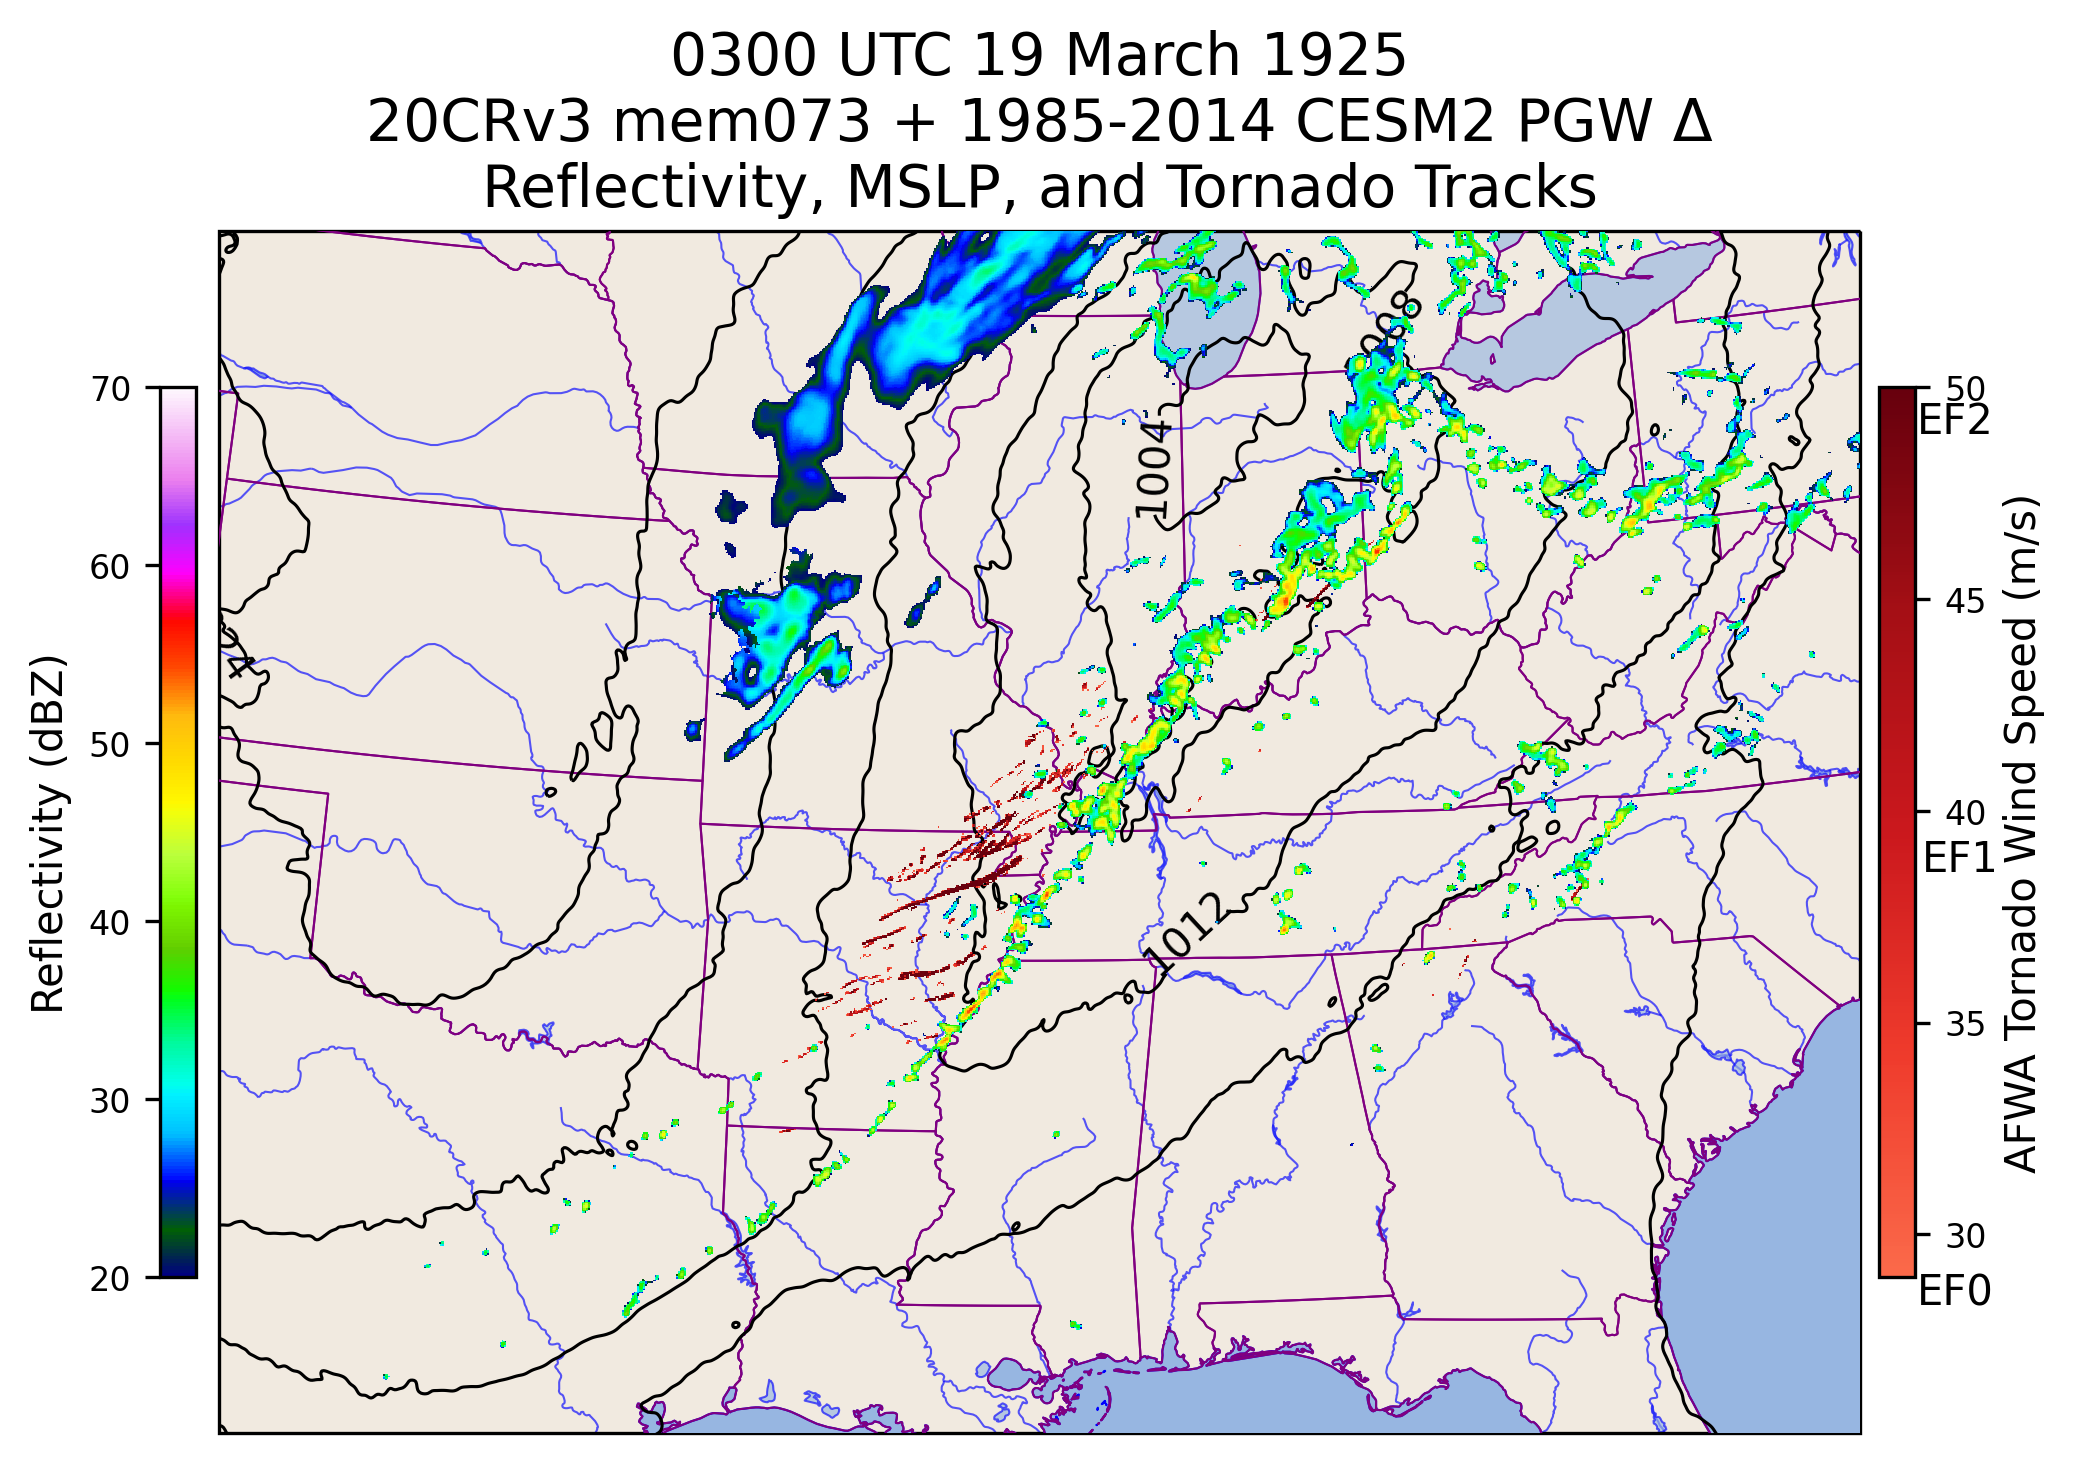 0300 UTC 19 March 1925
20CRv3 mem073 + 1985-2014 CESM2 PGW Δ
Reflectivity, MSLP, and Tornado Tracks
Reflectivity (dBZ)
70
60
50
40
30
20
1004
1012
4
50
EF2
45
40
EF1
35
30
EF0
AFWA Tornado Wind Speed (m/s)